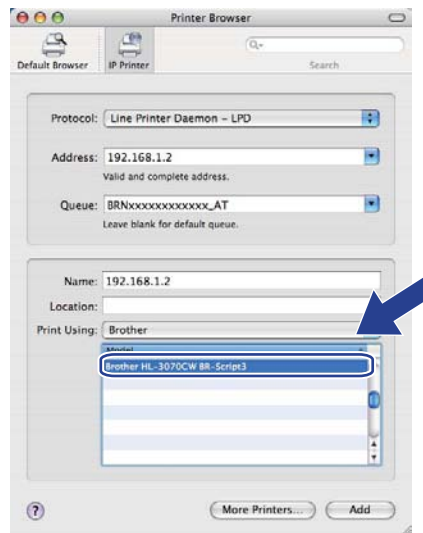 Printer Browser
Default Browser
IP Printer
Search
Protocol: Line Printer Daemon – LPD
Address: 192.168.1.2
Valid and complete address.
Queue: BRNxxxxxxxxxxxx_AT
Leave blank for default queue.
Name: 192.168.1.2
Location:
Print Using: Brother
Model
Brother HL-3070CW BR-Script3
? More Printers... Add